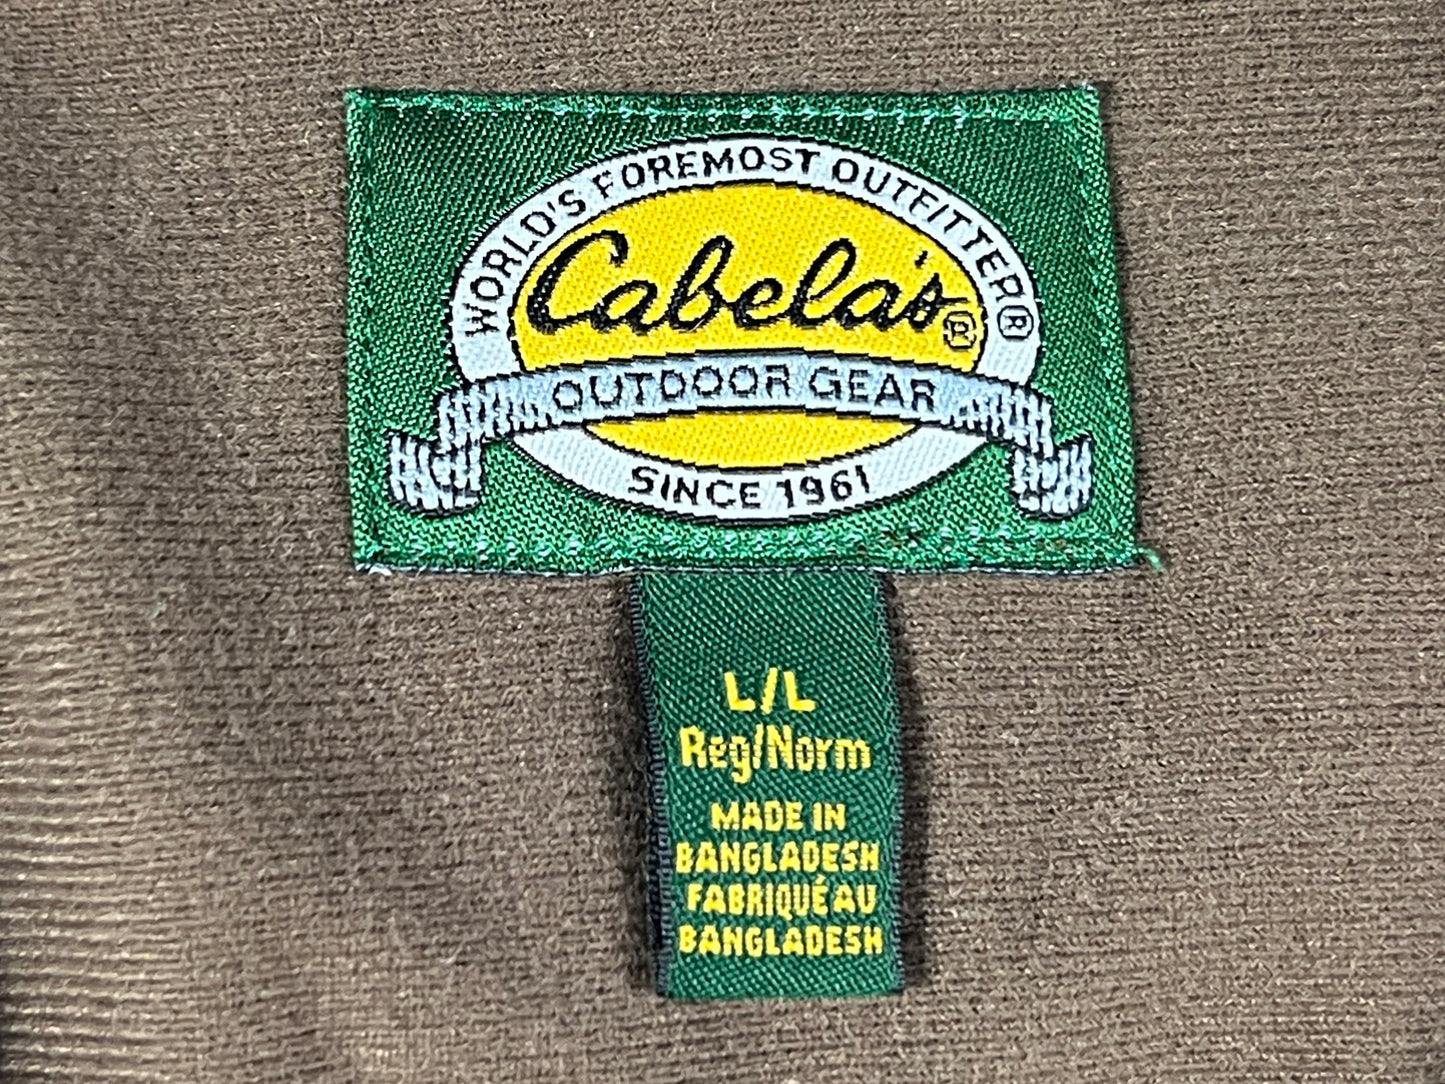 WORLD'S FOREMOST OUTFITTER®
Cabela's®
OUTDOOR GEAR
SINCE 1961
L/L
Reg/Norm
MADE IN
BANGLADESH
FABRIQUÉ AU
BANGLADESH